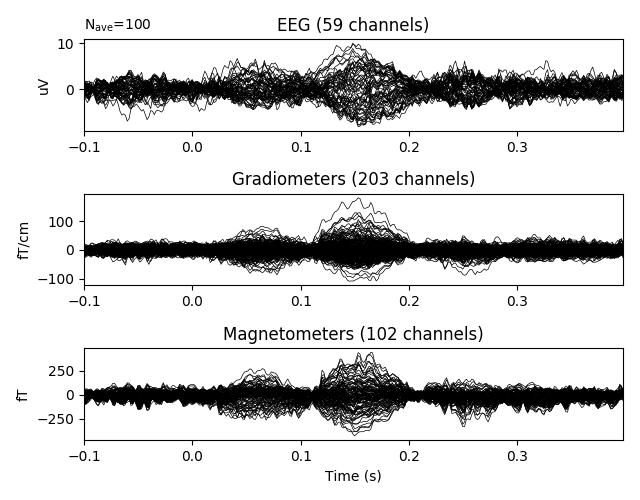 N_ave=100
EEG (59 channels)
10
0
uV
−0.1 0.0 0.1 0.2 0.3
Gradiometers (203 channels)
100
0
−100
fT/cm
−0.1 0.0 0.1 0.2 0.3
Magnetometers (102 channels)
250
0
−250
fT
−0.1 0.0 0.1 0.2 0.3
Time (s)